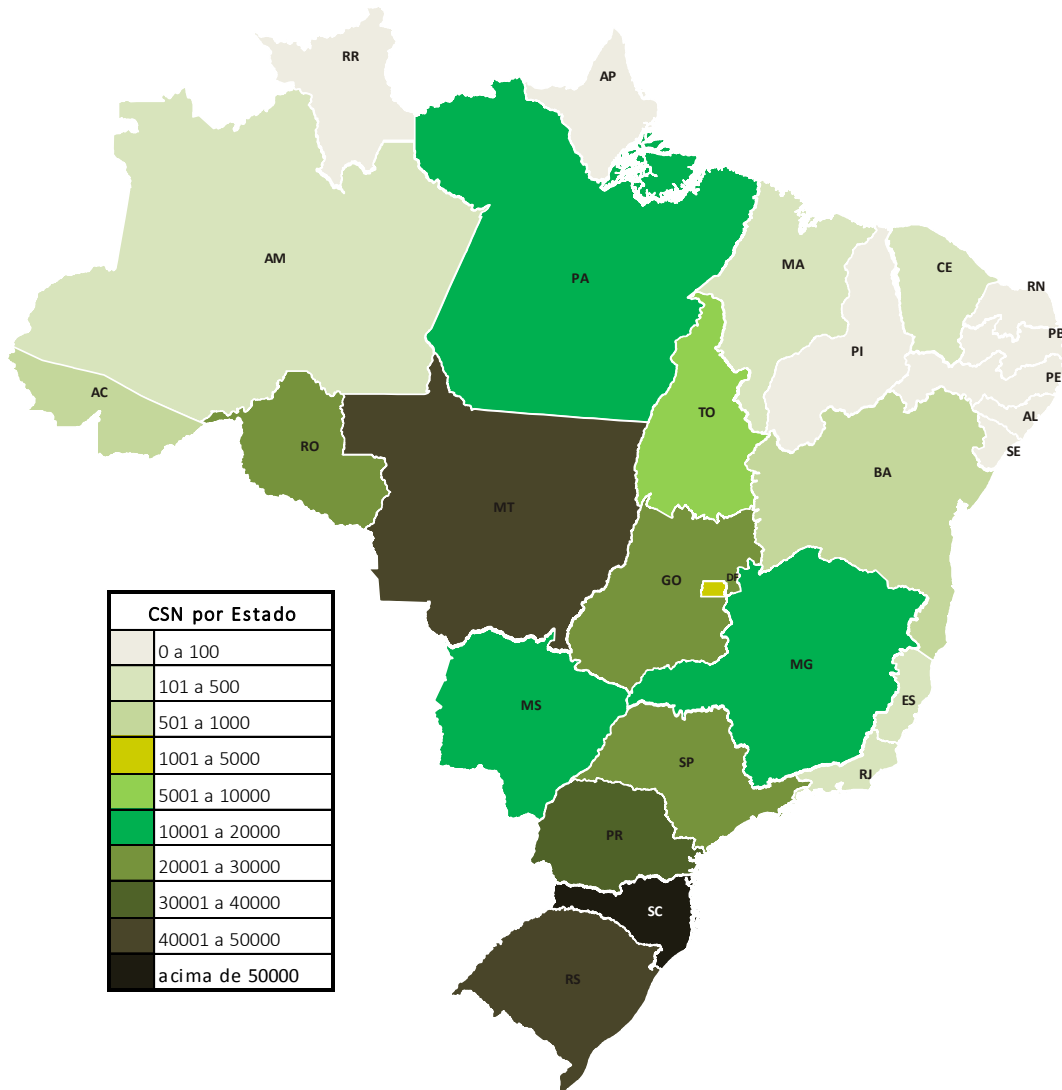 RR
AP
AM
PA
MA
CE
RN
PB
PI
PE
AC
TO
AL
RO
SE
BA
MT
GO
DF
MG
MS
ES
SP
RJ
PR
SC
RS
CSN por Estado
0 a 100
101 a 500
501 a 1000
1001 a 5000
5001 a 10000
10001 a 20000
20001 a 30000
30001 a 40000
40001 a 50000
acima de 50000